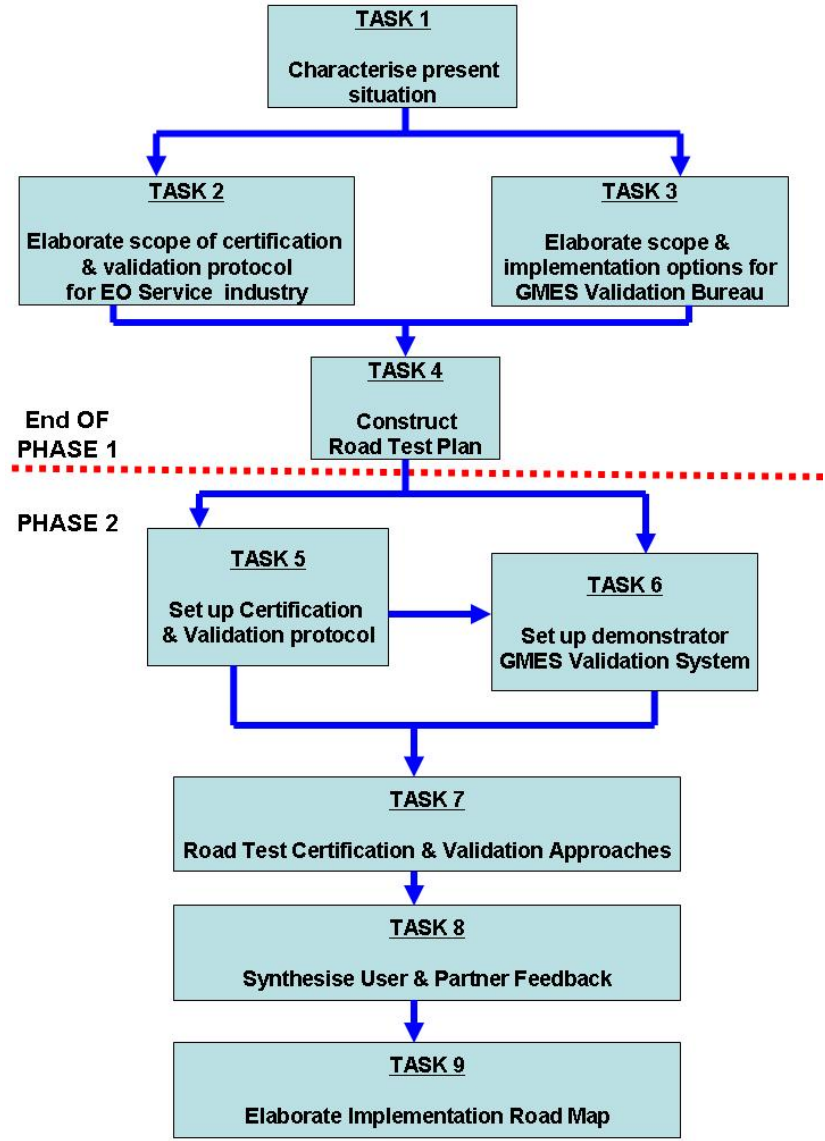 TASK 1
Characterise present
situation
TASK 2
Elaborate scope of certification
& validation protocol
for EO Service industry
TASK 3
Elaborate scope &
implementation options for
GMES Validation Bureau
TASK 4
Construct
Road Test Plan
End OF
PHASE 1
PHASE 2
TASK 5
Set up Certification
& Validation protocol
TASK 6
Set up demonstrator
GMES Validation System
TASK 7
Road Test Certification & Validation Approaches
TASK 8
Synthesise User & Partner Feedback
TASK 9
Elaborate Implementation Road Map